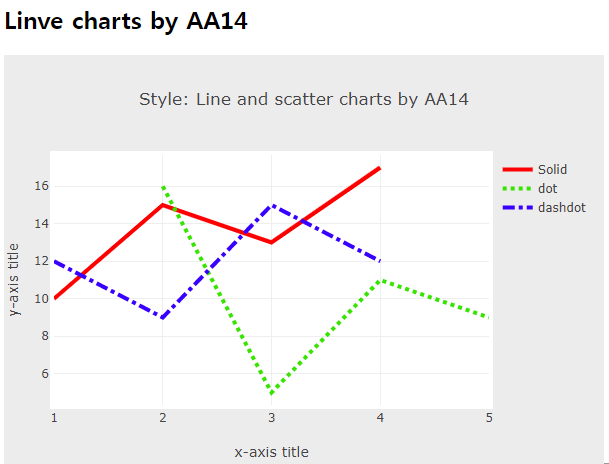 Linve charts by AA14
Style: Line and scatter charts by AA14
Solid
dot
dashdot
y-axis title
16
14
12
10
8
6
1 2 3 4 5
x-axis title